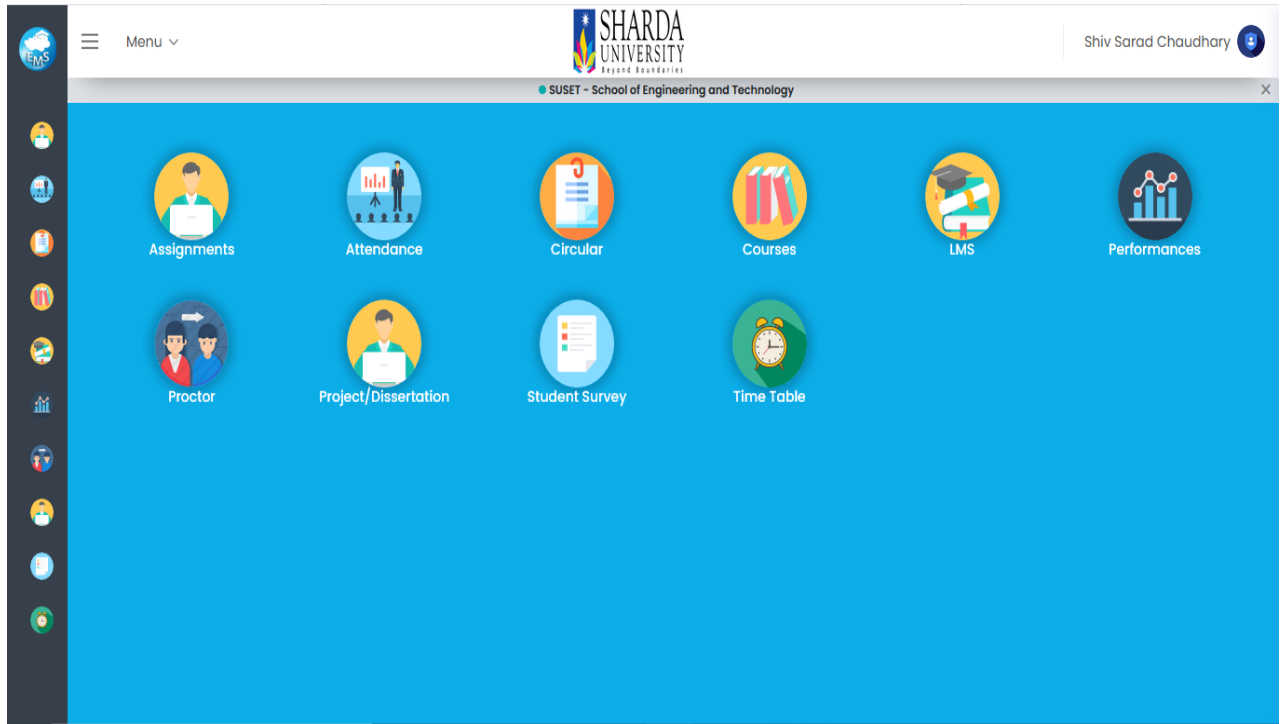 EMS
Menu
SHARDA
UNIVERSITY
Beyond Boundaries
Shiv Sarad Chaudhary
SUSET - School of Engineering and Technology
X
Assignments
Attendance
Circular
Courses
LMS
Performances
Proctor
Project/Dissertation
Student Survey
Time Table